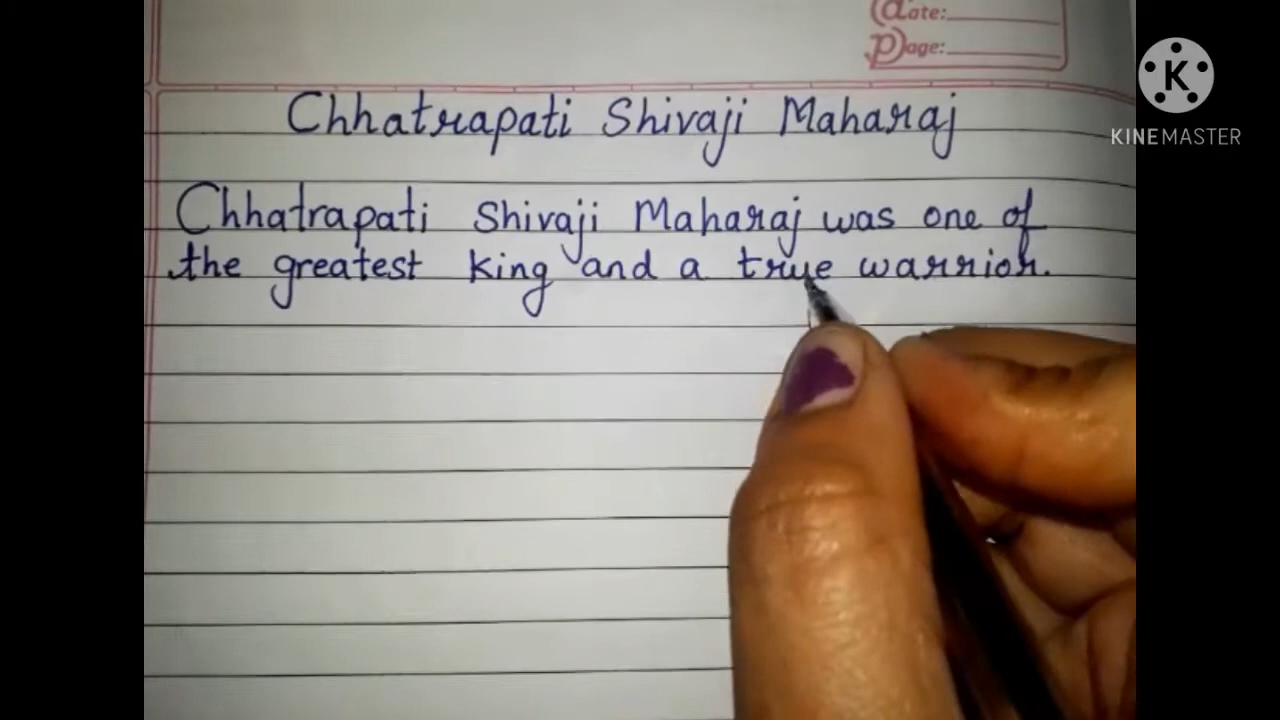 Date:
Page:
K
KINEMASTER
Chhatrapati Shivaji Maharaj
Chhatrapati Shivaji Maharaj was one of
the greatest king and a true warrior.